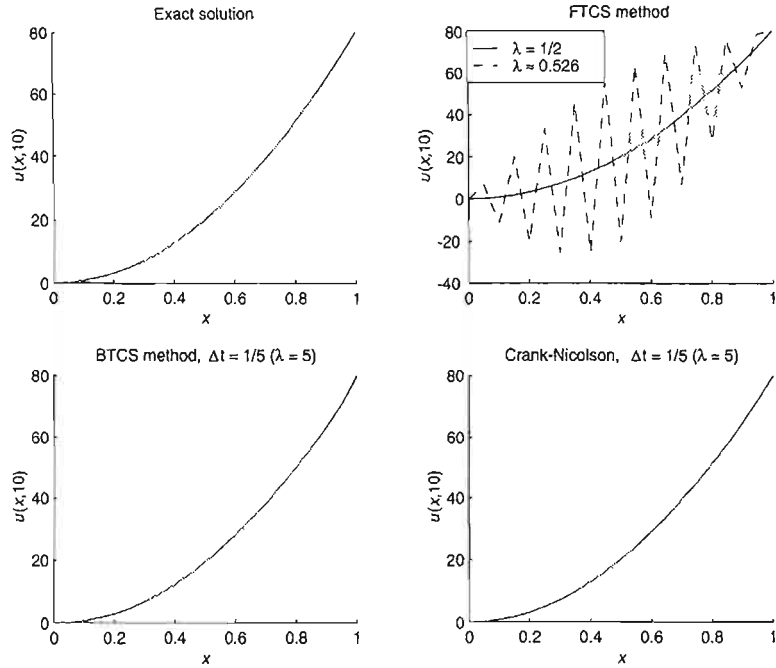 Exact solution
80
60
40
20
0
u(x,10)
0 0.2 0.4 0.6 0.8 1
x
FTCS method
λ = 1/2
λ ≈ 0.526
80
60
40
20
0
-20
-40
u(x,10)
0 0.2 0.4 0.6 0.8 1
x
BTCS method, Δt = 1/5 (λ = 5)
80
60
40
20
0
u(x,10)
0 0.2 0.4 0.6 0.8 1
x
Crank-Nicolson, Δt = 1/5 (λ = 5)
80
60
40
20
0
u(x,10)
0 0.2 0.4 0.6 0.8 1
x